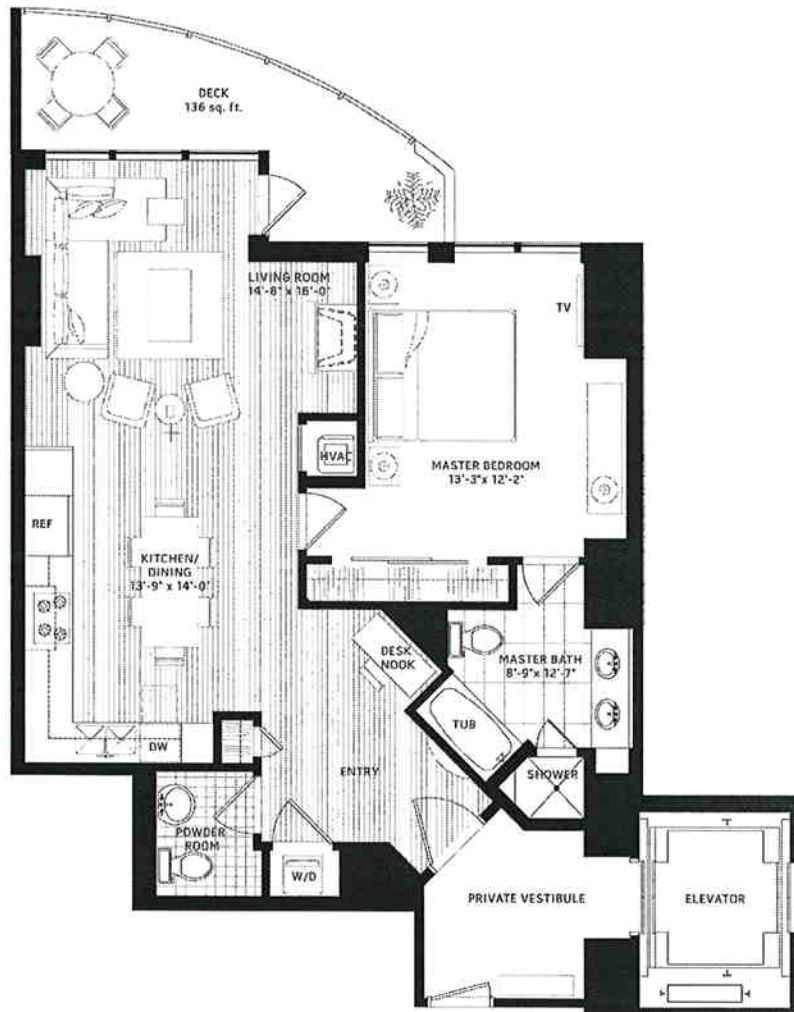 DECK
136 sq. ft.
LIVING ROOM
14'-8" x 16'-0"
TV
HVAC
MASTER BEDROOM
13'-3"x 12'-2"
REF
KITCHEN/
DINING
13'-9" x 14'-0"
DESK
NOOK
MASTER BATH
8'-9"x 12'-7"
TUB
DW
ENTRY
SHOWER
POWDER
ROOM
W/D
PRIVATE VESTIBULE
ELEVATOR